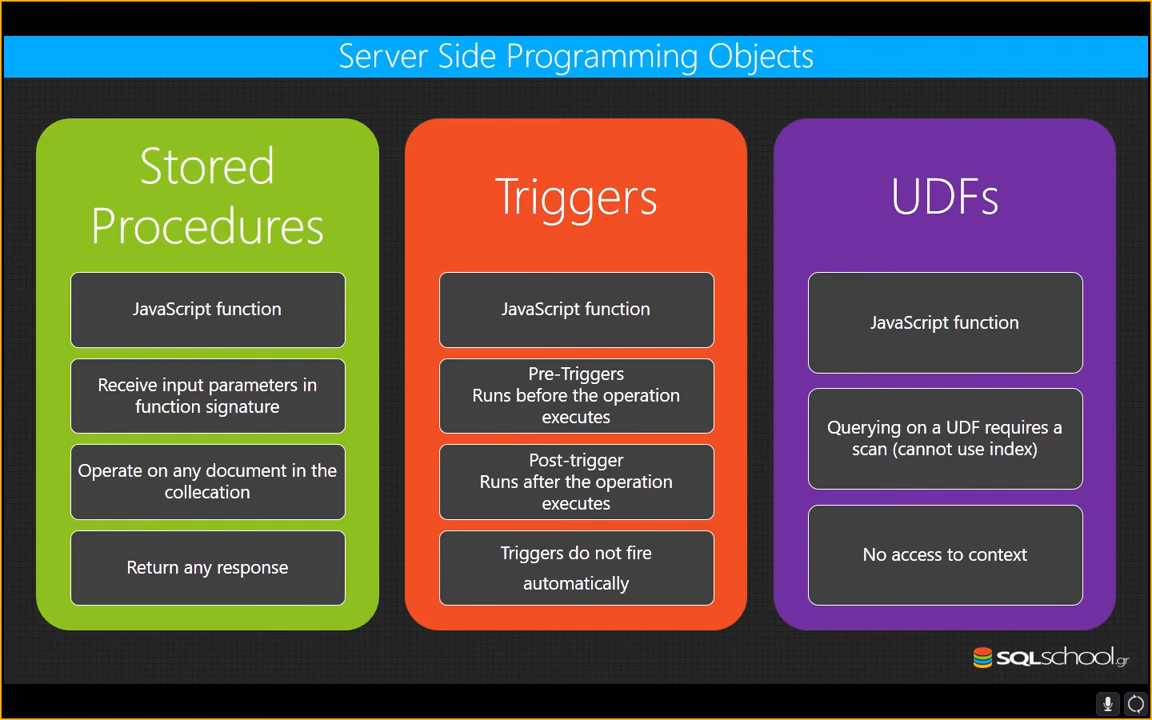 Server Side Programming Objects
Stored
Procedures
JavaScript function
Receive input parameters in
function signature
Operate on any document in the
collecation
Return any response
Triggers
JavaScript function
Pre-Triggers
Runs before the operation
executes
Post-trigger
Runs after the operation
executes
Triggers do not fire
automatically
UDFs
JavaScript function
Querying on a UDF requires a
scan (cannot use index)
No access to context
SQLschool.gr